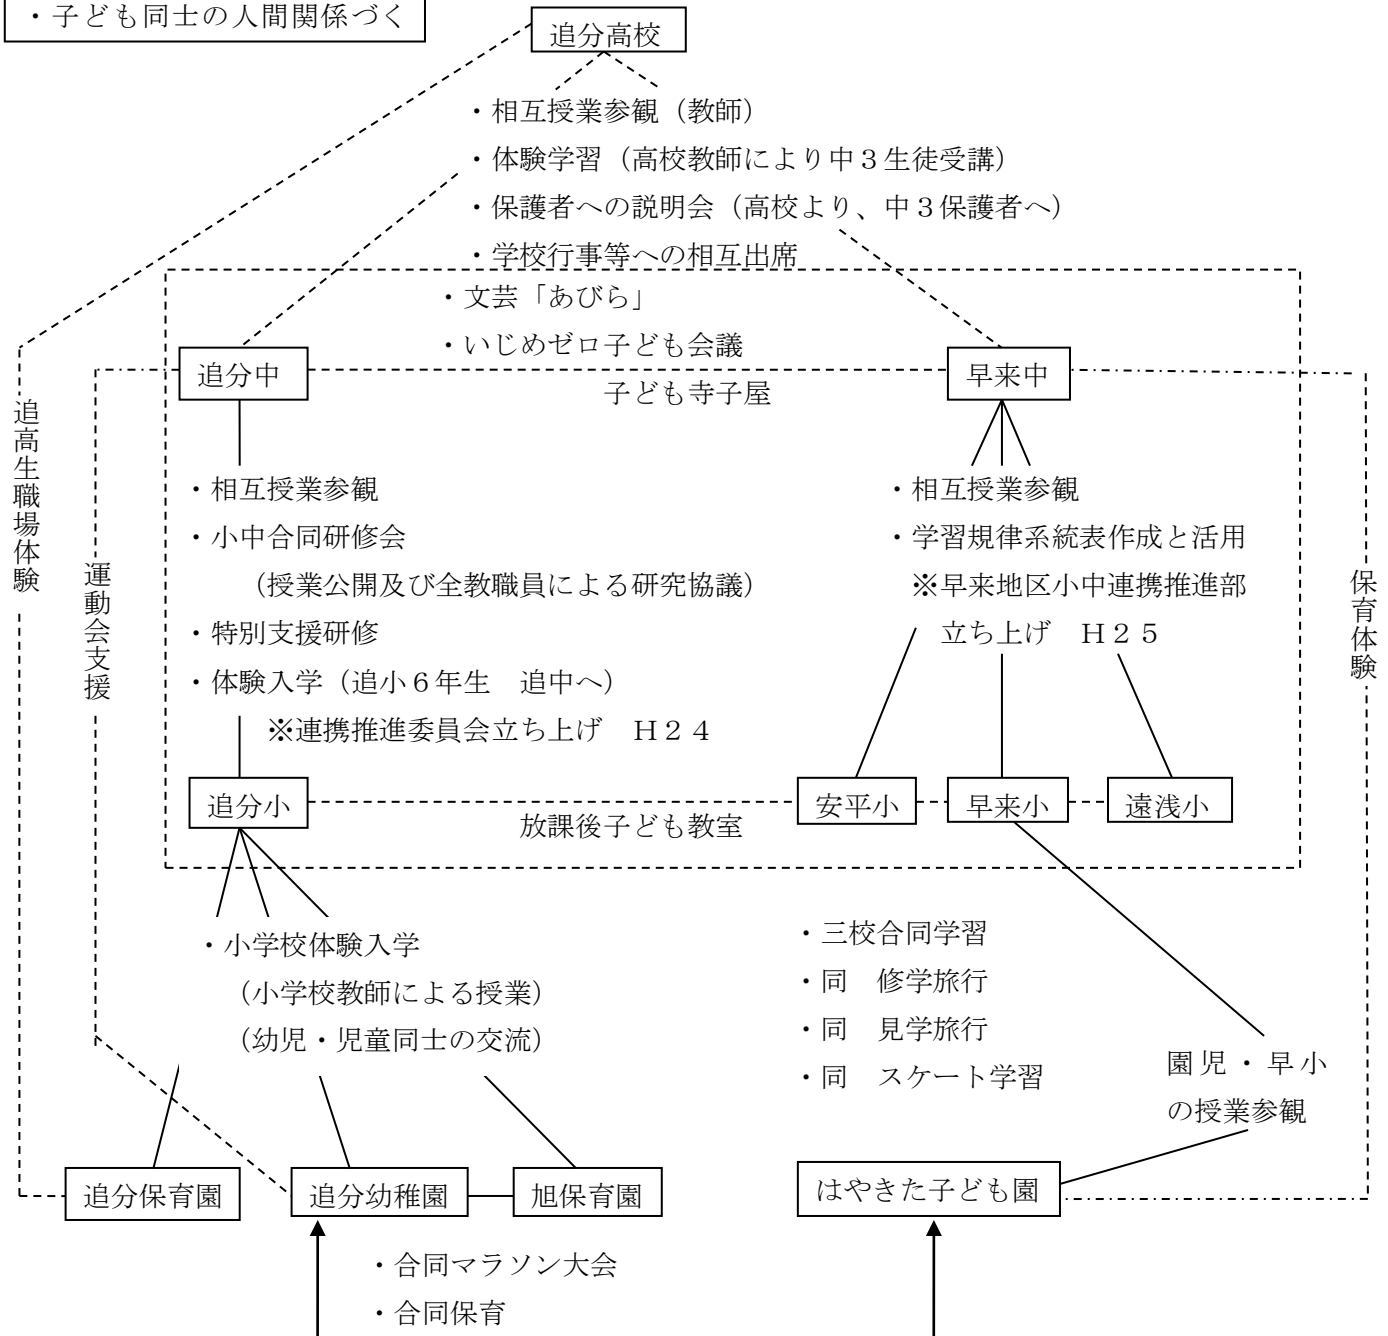 ・子ども同士の人間関係づく
追分高校
・相互授業参観（教師）
・体験学習（高校教師により中３生徒受講）
・保護者への説明会（高校より、中３保護者へ）
・学校行事等への相互出席
・文芸「あびら」
・いじめゼロ子ども会議
追分中
早来中
子ども寺子屋
追高生職場体験
運動会支援
保育体験
・相互授業参観
・小中合同研修会
（授業公開及び全教職員による研究協議）
・特別支援研修
・体験入学（追小６年生　追中へ）
※連携推進委員会立ち上げ　Ｈ２４
・相互授業参観
・学習規律系統表作成と活用
※早来地区小中連携推進部
立ち上げ　Ｈ２５
追分小
安平小
早来小
遠浅小
放課後子ども教室
・小学校体験入学
（小学校教師による授業）
（幼児・児童同士の交流）
・三校合同学習
・同　修学旅行
・同　見学旅行
・同　スケート学習
園児・早小
の授業参観
追分保育園
追分幼稚園
旭保育園
はやきた子ども園
・合同マラソン大会
・合同保育